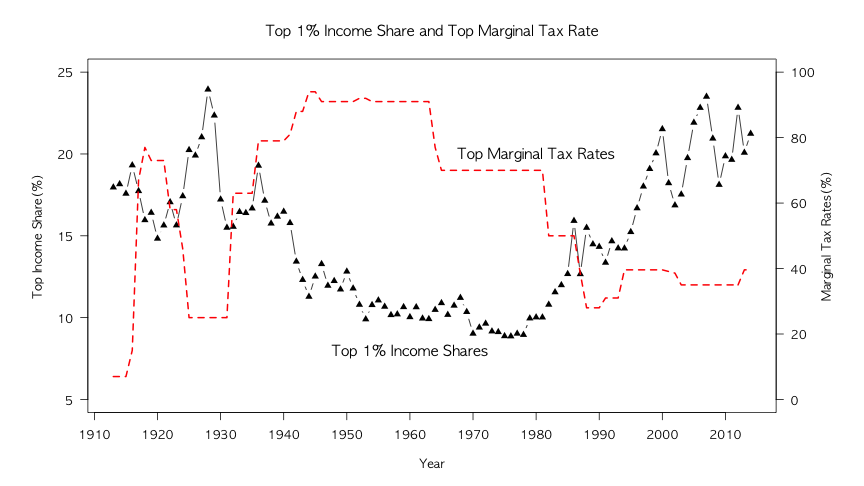 Top 1% Income Share and Top Marginal Tax Rate
25
20
15
10
5
Top Income Share(%)
100
80
60
40
20
0
Marginal Tax Rates(%)
Top Marginal Tax Rates
Top 1% Income Shares
1910 1920 1930 1940 1950 1960 1970 1980 1990 2000 2010
Year